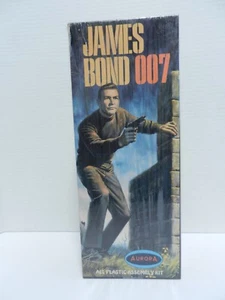 JAMES
BOND 007
AURORA
ALL PLASTIC ASSEMBLY KIT